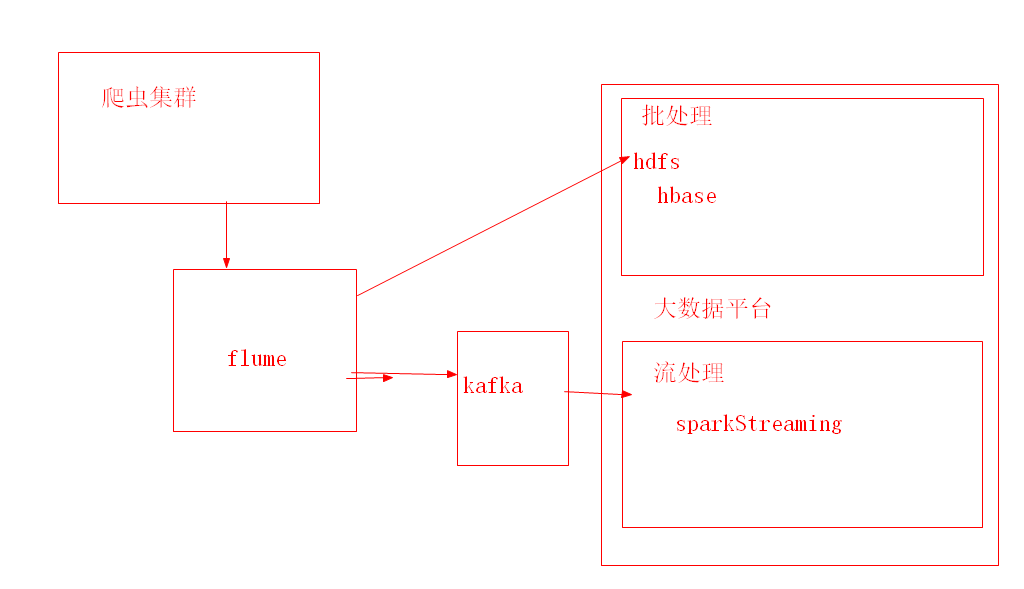 爬虫集群
批处理
hdfs
hbase
大数据平台
flume
kafka
流处理
sparkStreaming